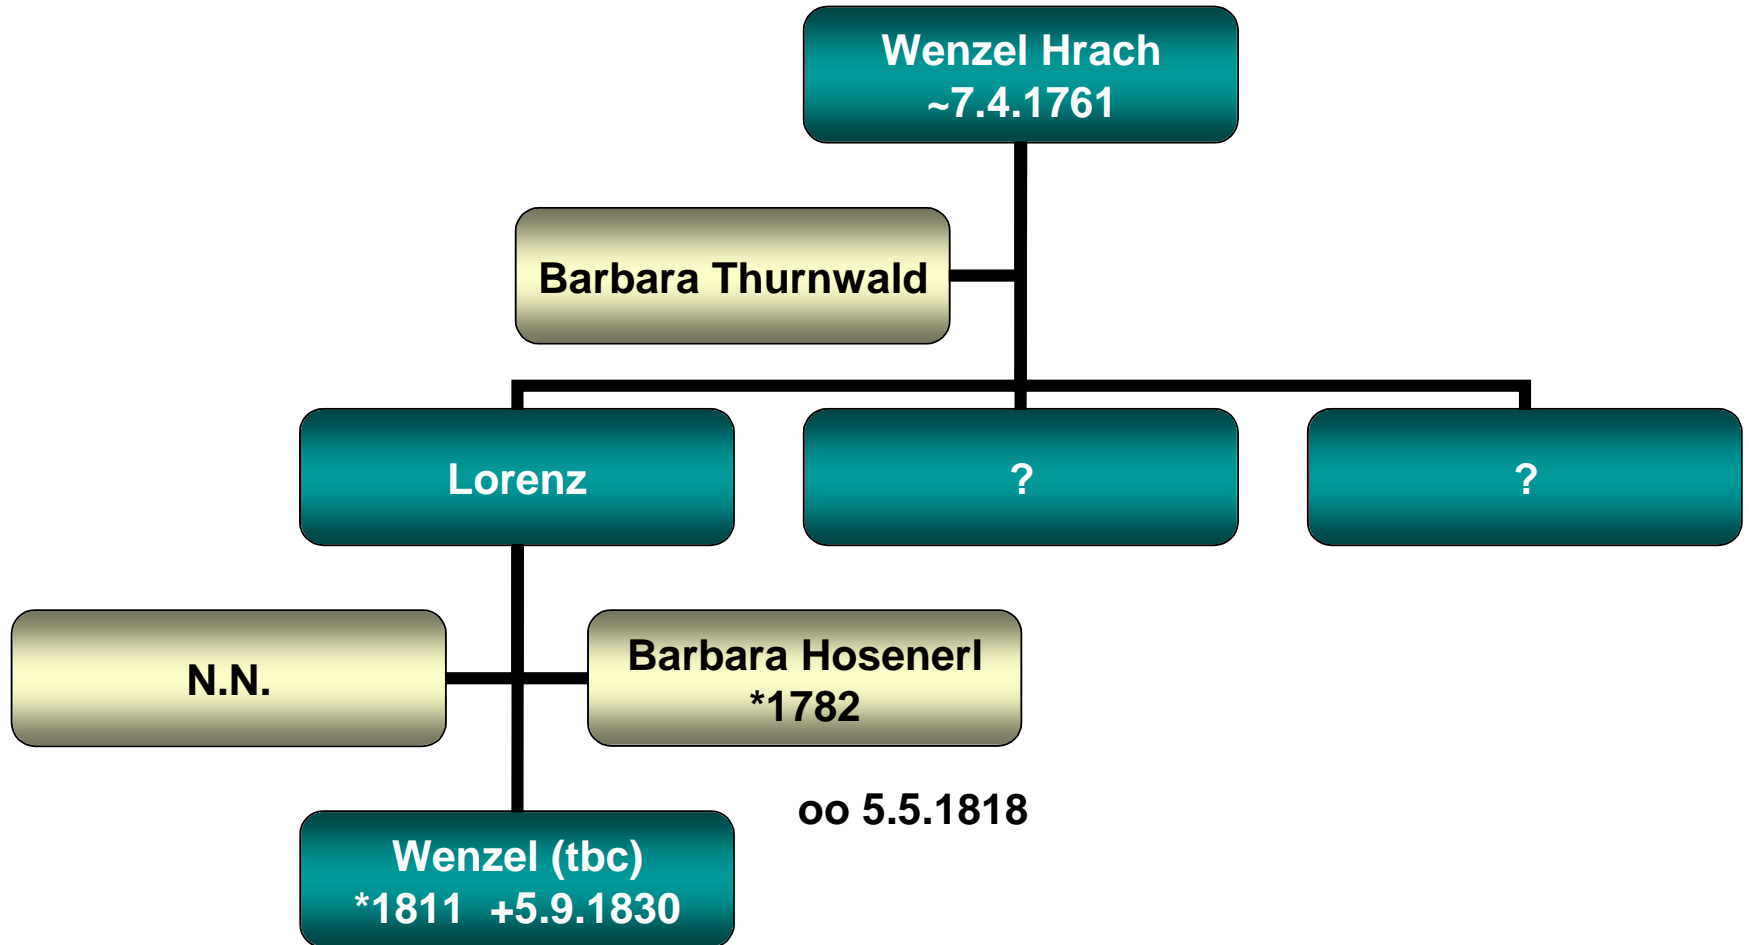 Wenzel Hrach
~7.4.1761
Barbara Thurnwald
Lorenz
?
?
N.N.
Barbara Hosenerl
*1782
oo 5.5.1818
Wenzel (tbc)
*1811 +5.9.1830